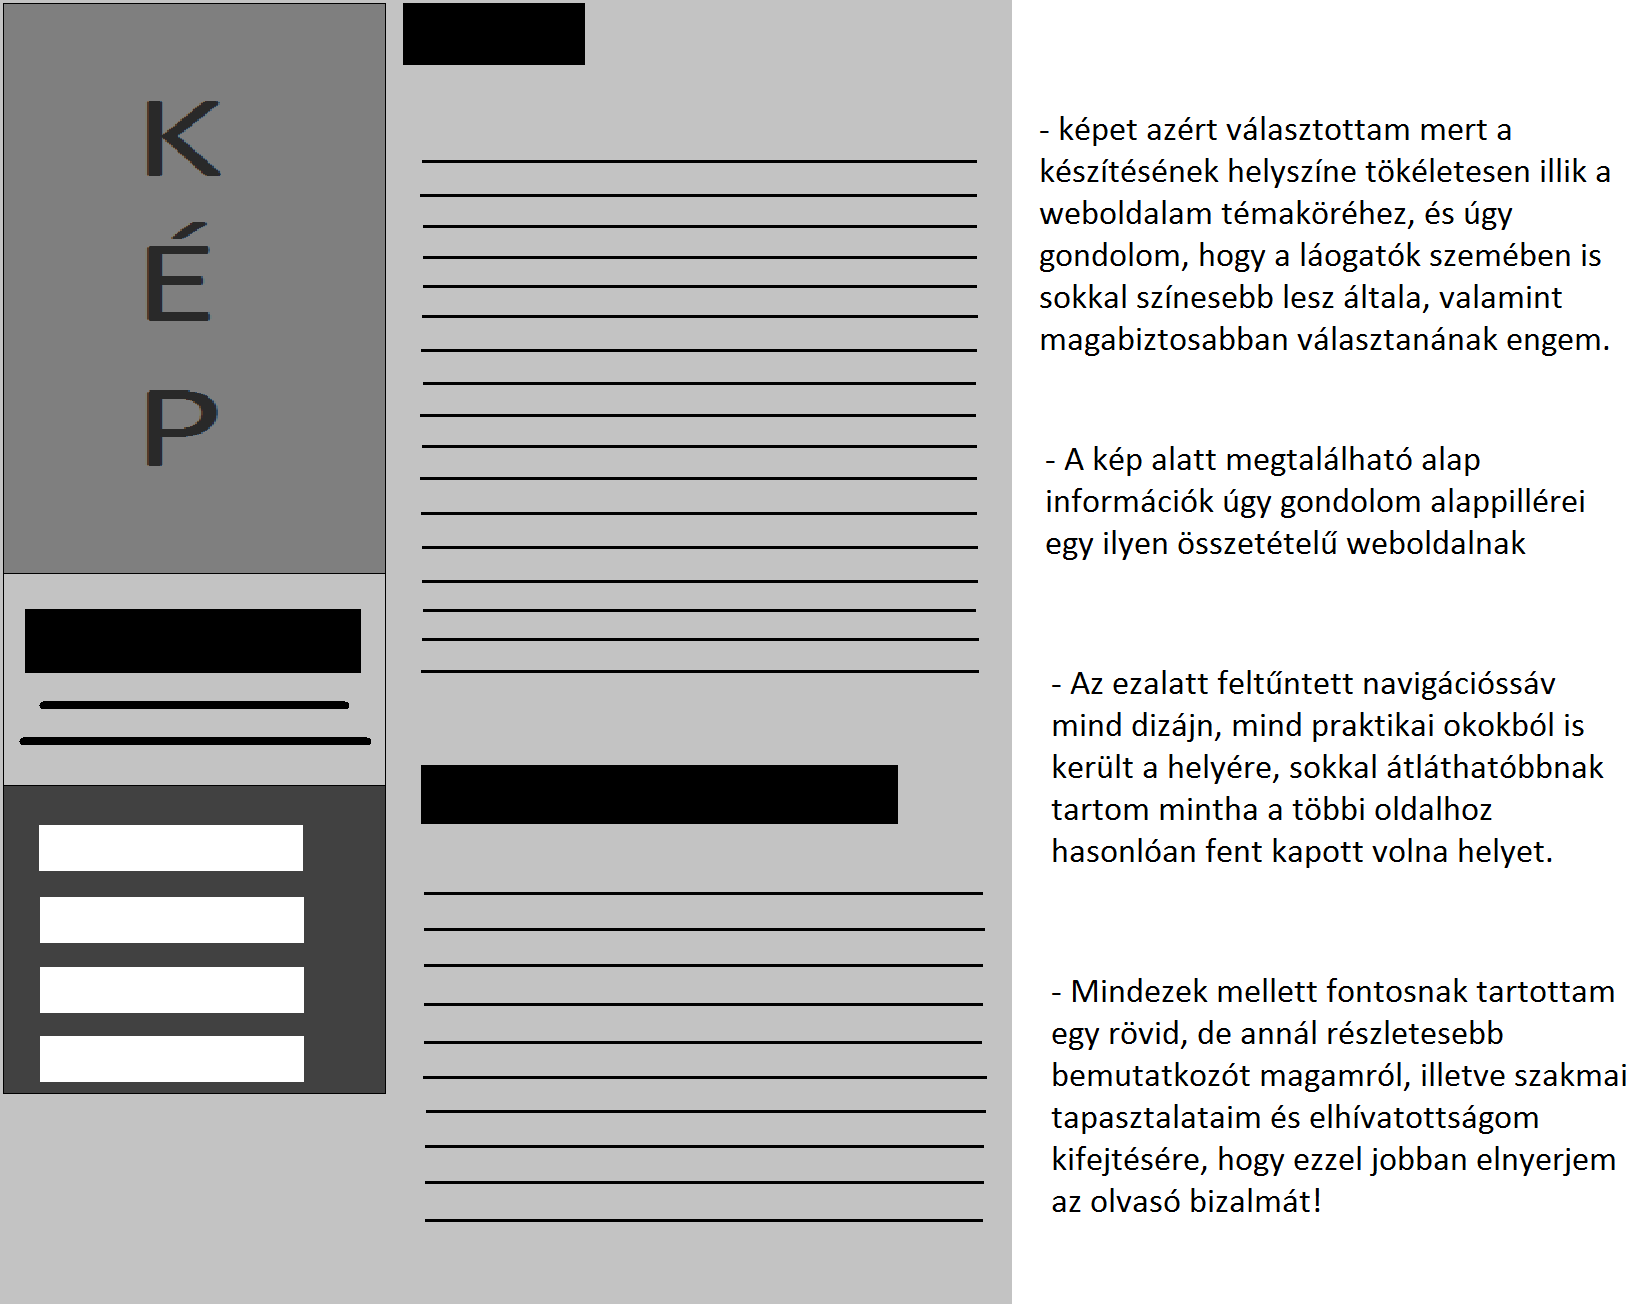 K
É
P
- képet azért választottam mert a
készítésének helyszíne tökéletesen illik a
weboldalam témaköréhez, és úgy
gondolom, hogy a láogatók szemében is
sokkal színesebb lesz általa, valamint
magabiztosabban választanának engem.
- A kép alatt megtalálható alap
információk úgy gondolom alappillérei
egy ilyen összetételű weboldalnak
- Az ezalatt feltűntett navigációssáv
mind dizájn, mind praktikai okokból is
került a helyére, sokkal átláthatóbbnak
tartom mintha a többi oldalhoz
hasonlóan fent kapott volna helyet.
- Mindezek mellett fontosnak tartottam
egy rövid, de annál részletesebb
bemutatkozót magamról, illetve szakmai
tapasztalataim és elhívatottságom
kifejtésére, hogy ezzel jobban elnyerjem
az olvasó bizalmát!